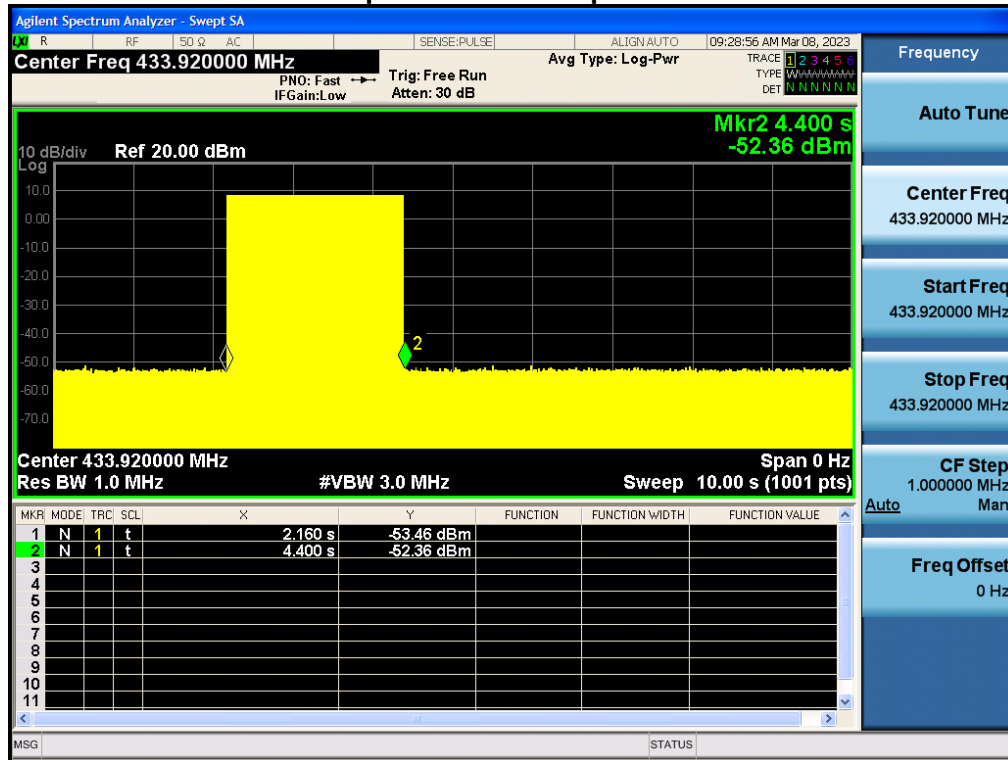 Agilent Spectrum Analyzer - Swept SA
LXI R RF 50 Ω AC SENSE:PULSE ALIGN AUTO 09:28:56 AM Mar 08, 2023
Center Freq 433.920000 MHz
PNO: Fast
IFGain:Low
Trig: Free Run
Atten: 30 dB
Avg Type: Log-Pwr
TRACE 1 2 3 4 5 6
TYPE W
DET N N N N N N
Mkr2 4.400 s
-52.36 dBm
10 dB/div Ref 20.00 dBm
Log
10.0
0.00
-10.0
-20.0
-30.0
-40.0
-50.0
-60.0
-70.0
2
Center 433.920000 MHz Span 0 Hz
Res BW 1.0 MHz #VBW 3.0 MHz Sweep 10.00 s (1001 pts)
MKR MODE TRC SCL X Y FUNCTION FUNCTION WIDTH FUNCTION VALUE
1 N 1 t 2.160 s -53.46 dBm
2 N 1 t 4.400 s -52.36 dBm
3
4
5
6
7
8
9
10
11
MSG STATUS
Frequency
Auto Tune
Center Freq
433.920000 MHz
Start Freq
433.920000 MHz
Stop Freq
433.920000 MHz
CF Step
1.000000 MHz
Auto Man
Freq Offset
0 Hz